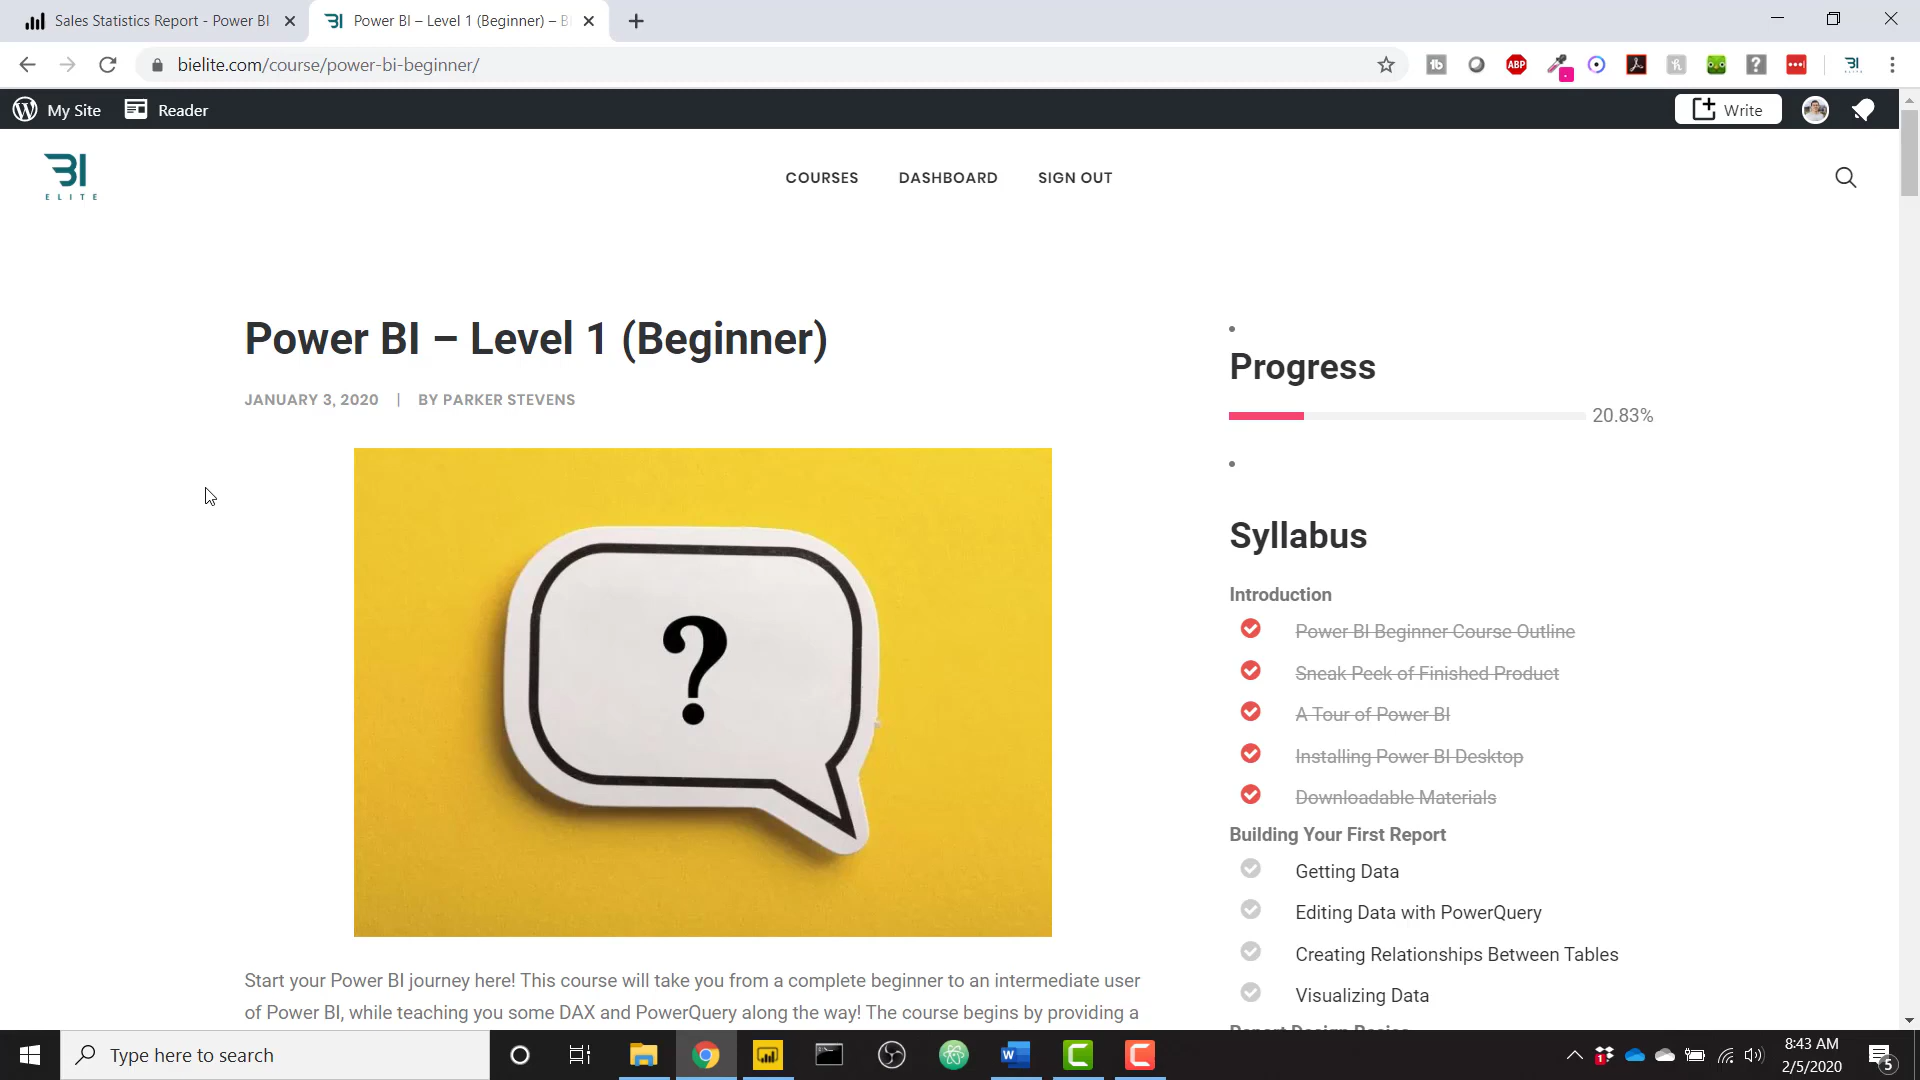 Sales Statistics Report - Power BI
Power BI – Level 1 (Beginner) – B
bielite.com/course/power-bi-beginner/
ABP
My Site
Reader
Write
BI
ELITE
COURSES
DASHBOARD
SIGN OUT
Power BI – Level 1 (Beginner)
JANUARY 3, 2020 | BY PARKER STEVENS
?
Start your Power BI journey here! This course will take you from a complete beginner to an intermediate user
of Power BI, while teaching you some DAX and PowerQuery along the way! The course begins by providing a
Progress
20.83%
Syllabus
Introduction
Power BI Beginner Course Outline
Sneak Peek of Finished Product
A Tour of Power BI
Installing Power BI Desktop
Downloadable Materials
Building Your First Report
Getting Data
Editing Data with PowerQuery
Creating Relationships Between Tables
Visualizing Data
Report Design Basics
Type here to search
8:43 AM
2/5/2020
5